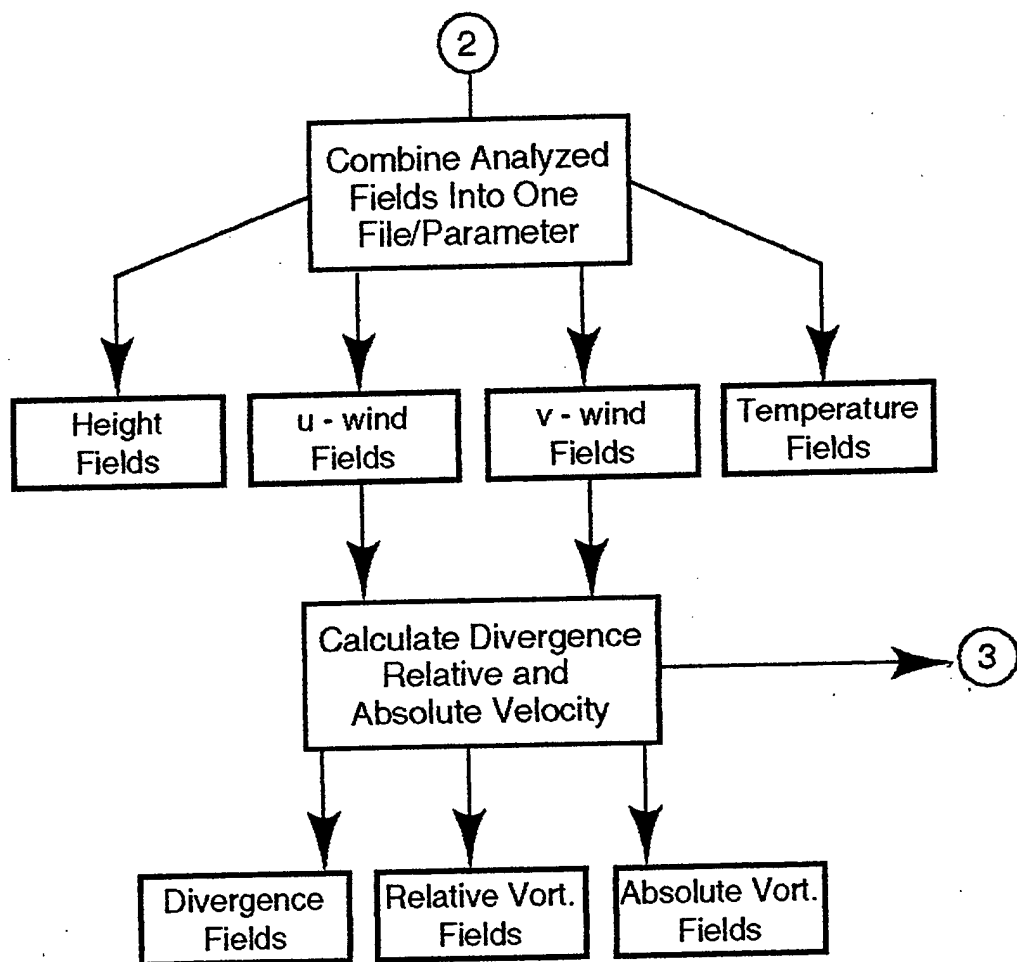 2
Combine Analyzed
Fields Into One
File/Parameter
Height
Fields
u - wind
Fields
v - wind
Fields
Temperature
Fields
Calculate Divergence
Relative and
Absolute Velocity
3
Divergence
Fields
Relative Vort.
Fields
Absolute Vort.
Fields